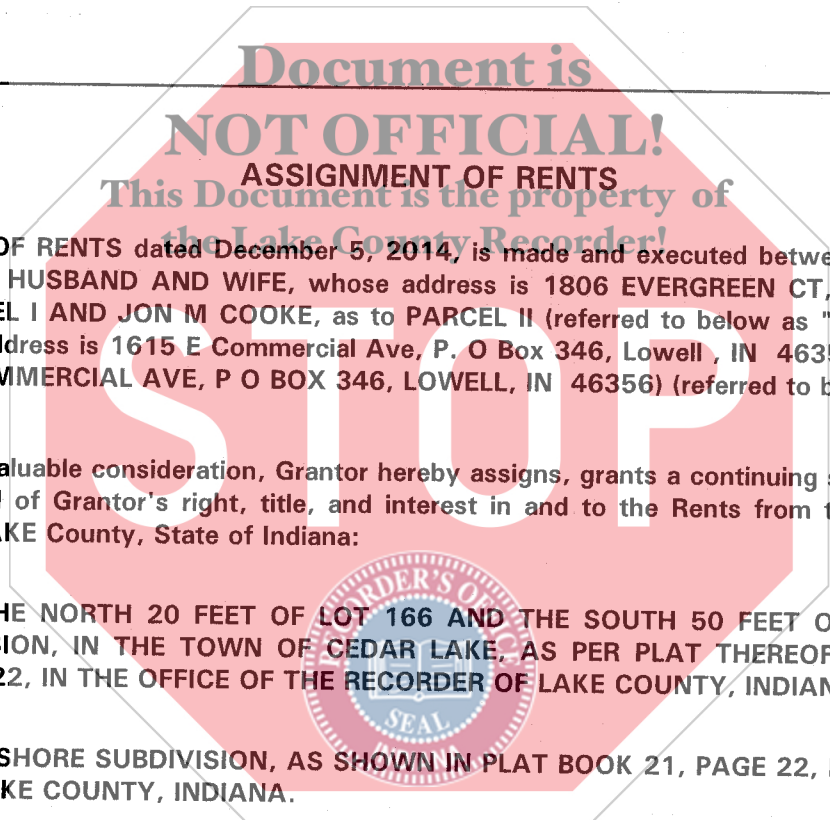 Document is
NOT OFFICIAL!
ASSIGNMENT OF RENTS
This Document is the property of
the Lake County Recorder!
OF RENTS dated December 5, 2014, is made and executed betwe
HUSBAND AND WIFE, whose address is 1806 EVERGREEN CT,
EL I AND JON M COOKE, as to PARCEL II (referred to below as "
ddress is 1615 E Commercial Ave, P. O Box 346, Lowell , IN 463
MMERCIAL AVE, P O BOX 346, LOWELL, IN 46356) (referred to b
STOP
aluable consideration, Grantor hereby assigns, grants a continuing s
of Grantor's right, title, and interest in and to the Rents from t
AKE County, State of Indiana:
HE NORTH 20 FEET OF LOT 166 AND THE SOUTH 50 FEET O
SION, IN THE TOWN OF CEDAR LAKE, AS PER PLAT THEREOF
22, IN THE OFFICE OF THE RECORDER OF LAKE COUNTY, INDIAN
RECORDER'S OFFICE
SEAL
INDIANA
SHORE SUBDIVISION, AS SHOWN IN PLAT BOOK 21, PAGE 22,
KE COUNTY, INDIANA.